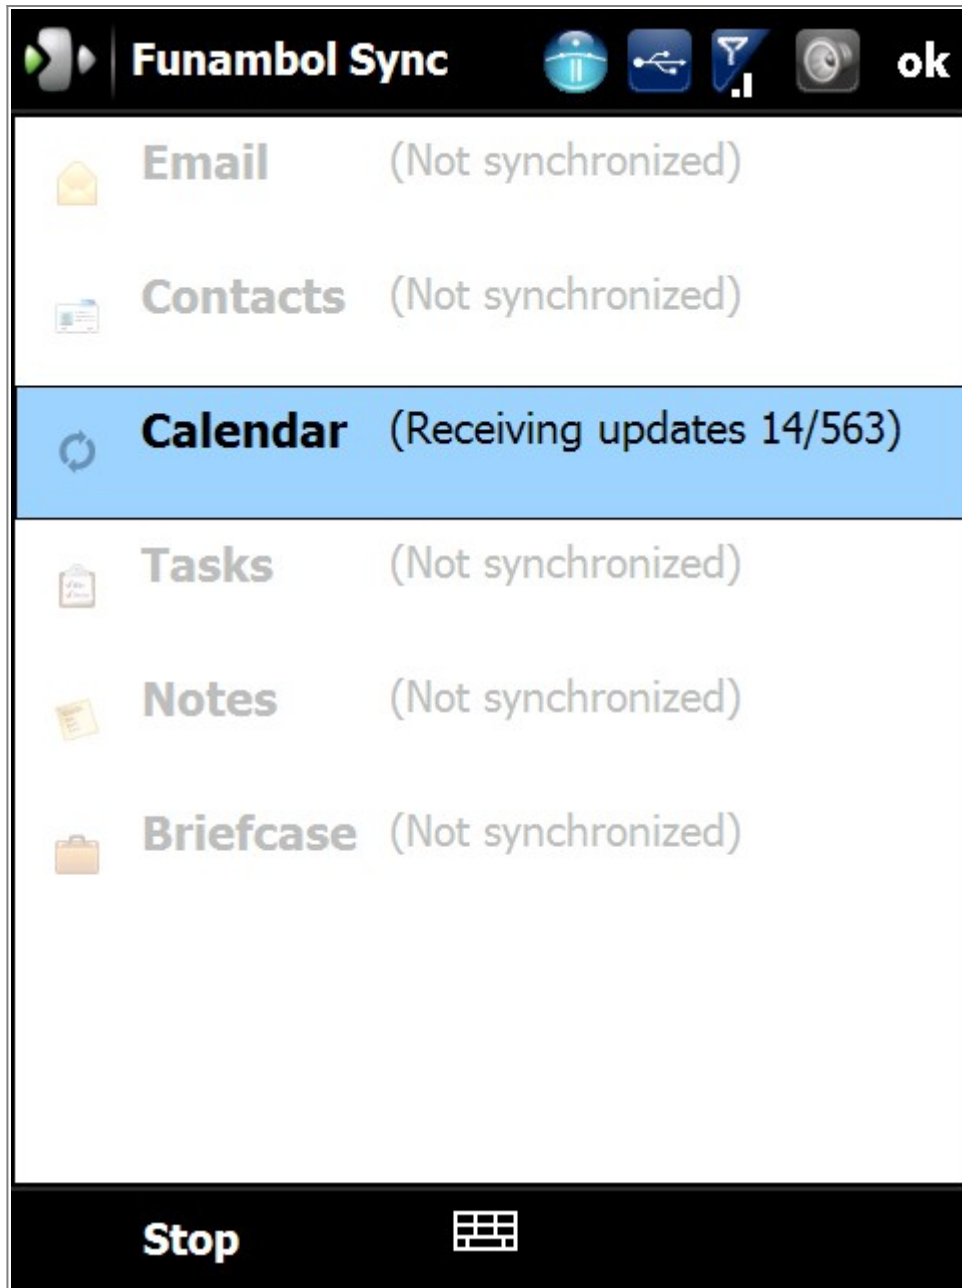 Funambol Sync ok
Email (Not synchronized)
Contacts (Not synchronized)
Calendar (Receiving updates 14/563)
Tasks (Not synchronized)
Notes (Not synchronized)
Briefcase (Not synchronized)
Stop